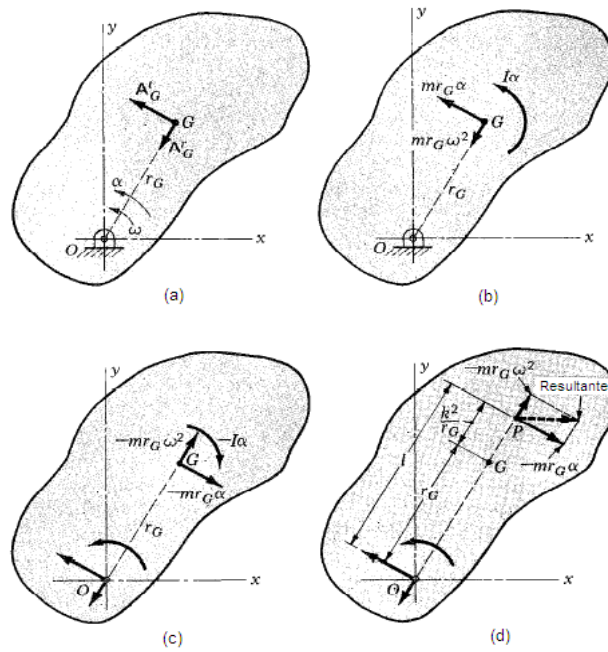 y
A^t_G
G
A^r_G
α
r_G
ω
O
x
(a)
y
mr_Gα
Iα
G
mr_Gω²
r_G
O
x
(b)
y
−mr_Gω²
−Iα
G
−mr_Gα
r_G
O
x
(c)
y
−mr_Gω²
Resultante
k²/r_G
P
G
l
−mr_Gα
r_G
O
x
(d)